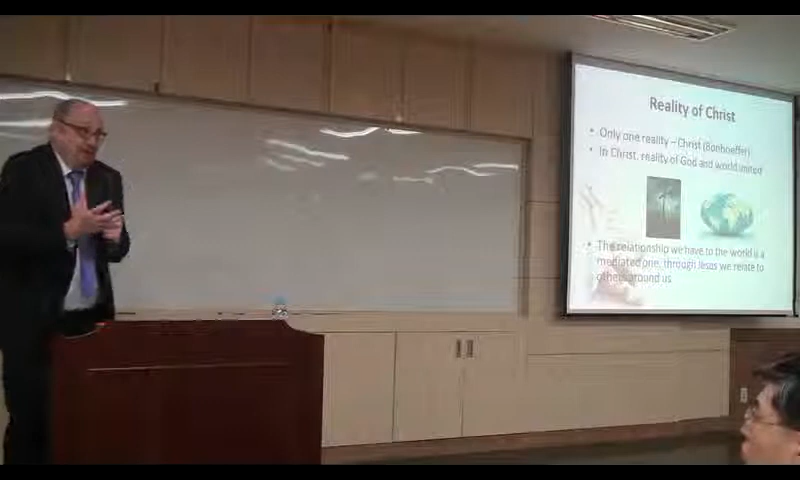 Reality of Christ
• Only one reality – Christ (Bonhoeffer)
• In Christ, reality of God and world united
• The relationship we have to the world is a
mediated one, through Jesus we relate to
others around us